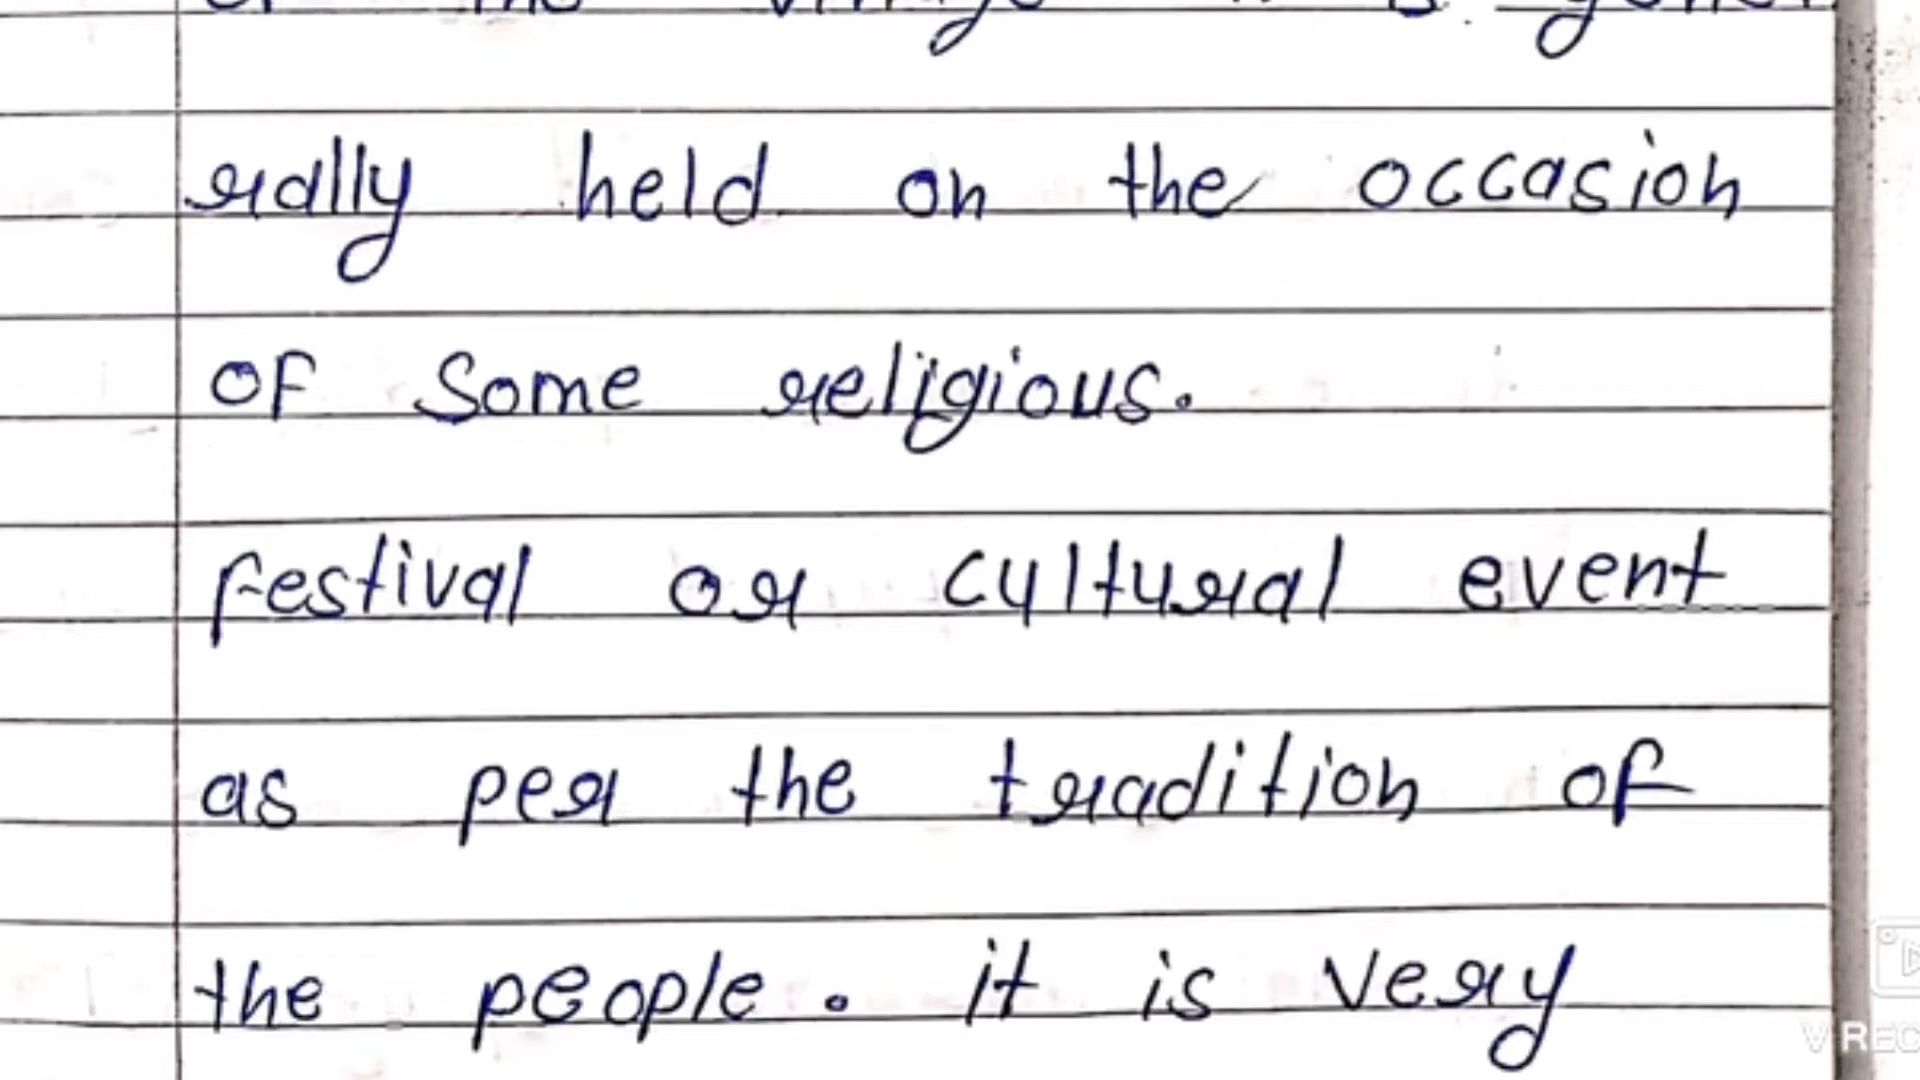 rally held on the occasion
of Some religious.
festival or cultural event
as per the tradition of
the people. it is very
V REC